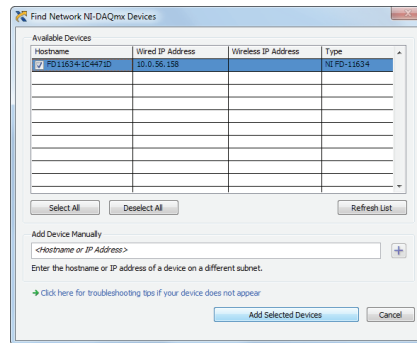 Find Network NI-DAQmx Devices
Available Devices
Hostname Wired IP Address Wireless IP Address Type
FD11634-1C4471D 10.0.56.158 NI FD-11634
Select All Deselect All Refresh List
Add Device Manually
<Hostname or IP Address>
Enter the hostname or IP address of a device on a different subnet.
Click here for troubleshooting tips if your device does not appear
Add Selected Devices Cancel